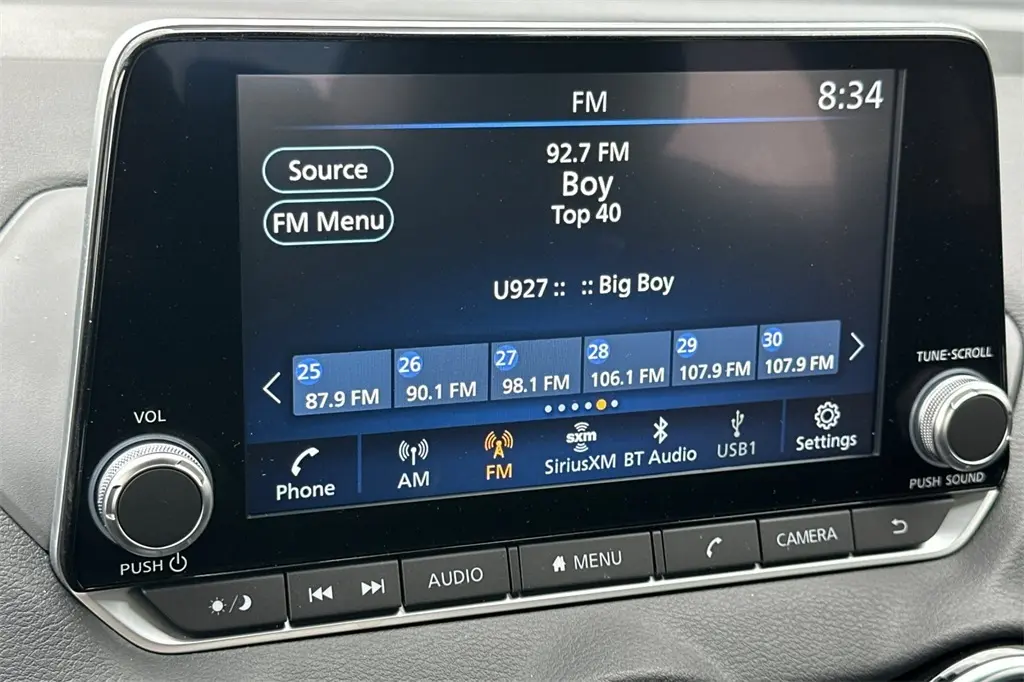 FM
8:34
Source
FM Menu
92.7 FM
Boy
Top 40
U927 :: :: Big Boy
25
87.9 FM
26
90.1 FM
27
98.1 FM
28
106.1 FM
29
107.9 FM
30
107.9 FM
Phone
AM
FM
sxm
SiriusXM
BT Audio
USB1
Settings
VOL
PUSH
TUNE·SCROLL
PUSH SOUND
AUDIO
MENU
CAMERA